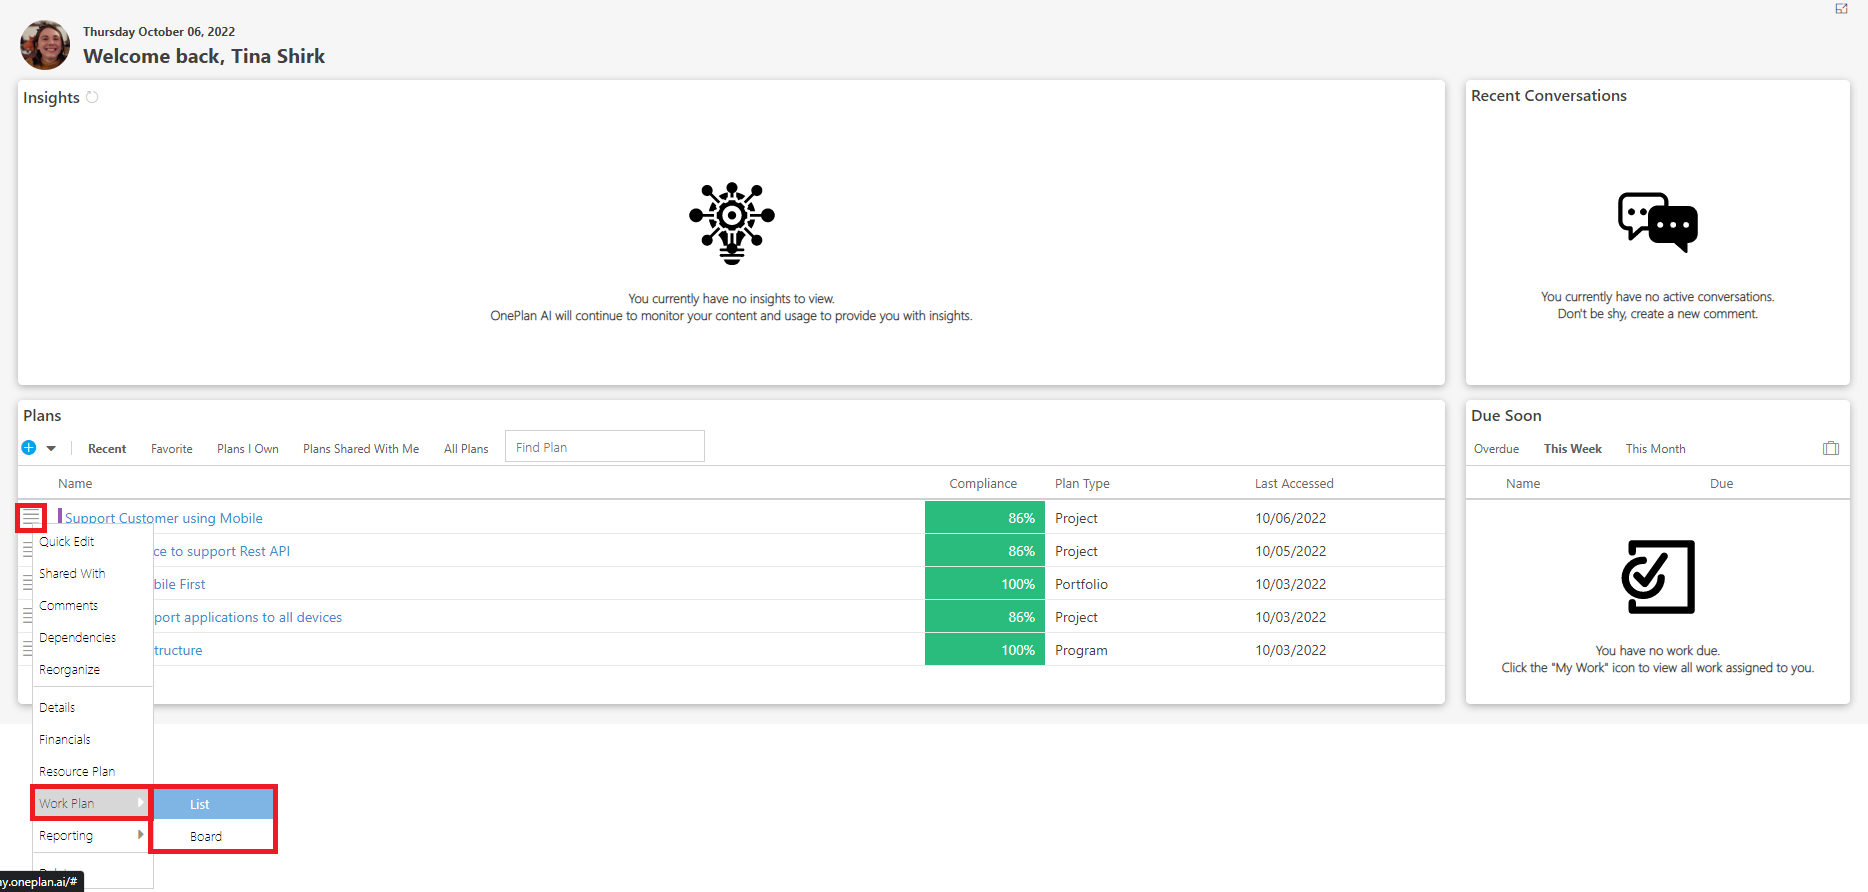 Thursday October 06, 2022
Welcome back, Tina Shirk
Insights
You currently have no insights to view.
OnePlan AI will continue to monitor your content and usage to provide you with insights.
Recent Conversations
You currently have no active conversations.
Don't be shy, create a new comment.
Plans
Recent Favorite Plans I Own Plans Shared With Me All Plans Find Plan
Name Compliance Plan Type Last Accessed
Support Customer using Mobile 86% Project 10/06/2022
ce to support Rest API 86% Project 10/05/2022
bile First 100% Portfolio 10/03/2022
port applications to all devices 86% Project 10/03/2022
tructure 100% Program 10/03/2022
Quick Edit
Shared With
Comments
Dependencies
Reorganize
Details
Financials
Resource Plan
Work Plan
List
Board
Reporting
y.oneplan.ai/#
Due Soon
Overdue This Week This Month
Name Due
You have no work due.
Click the "My Work" icon to view all work assigned to you.